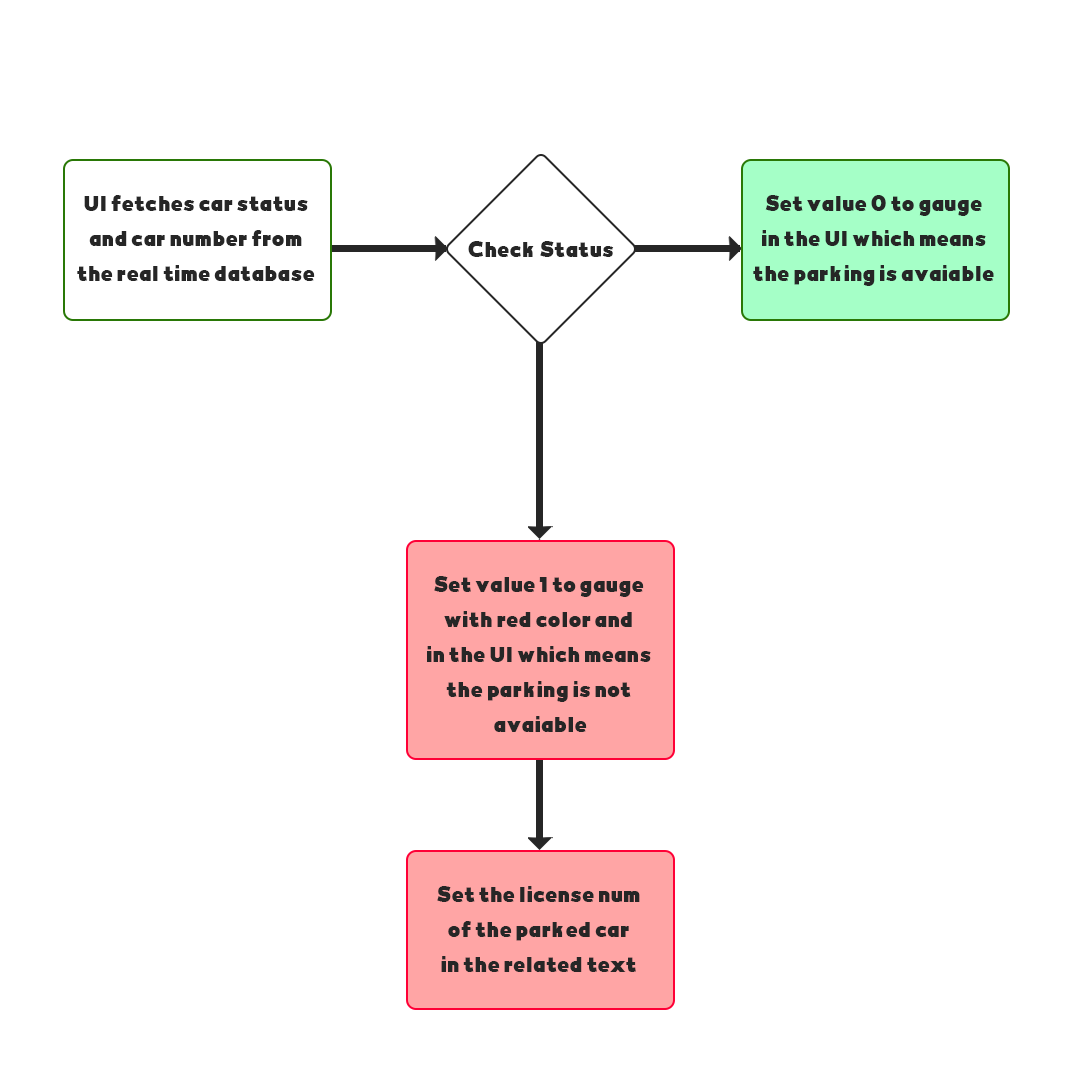 UI fetches car status
and car number from
the real time database
Check Status
Set value 0 to gauge
in the UI which means
the parking is avaiable
Set value 1 to gauge
with red color and
in the UI which means
the parking is not
avaiable
Set the license num
of the parked car
in the related text